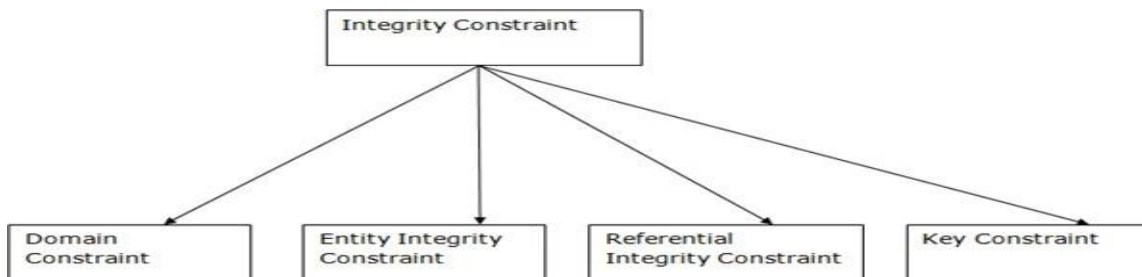 Integrity Constraint
Domain
Constraint
Entity Integrity
Constraint
Referential
Integrity Constraint
Key Constraint